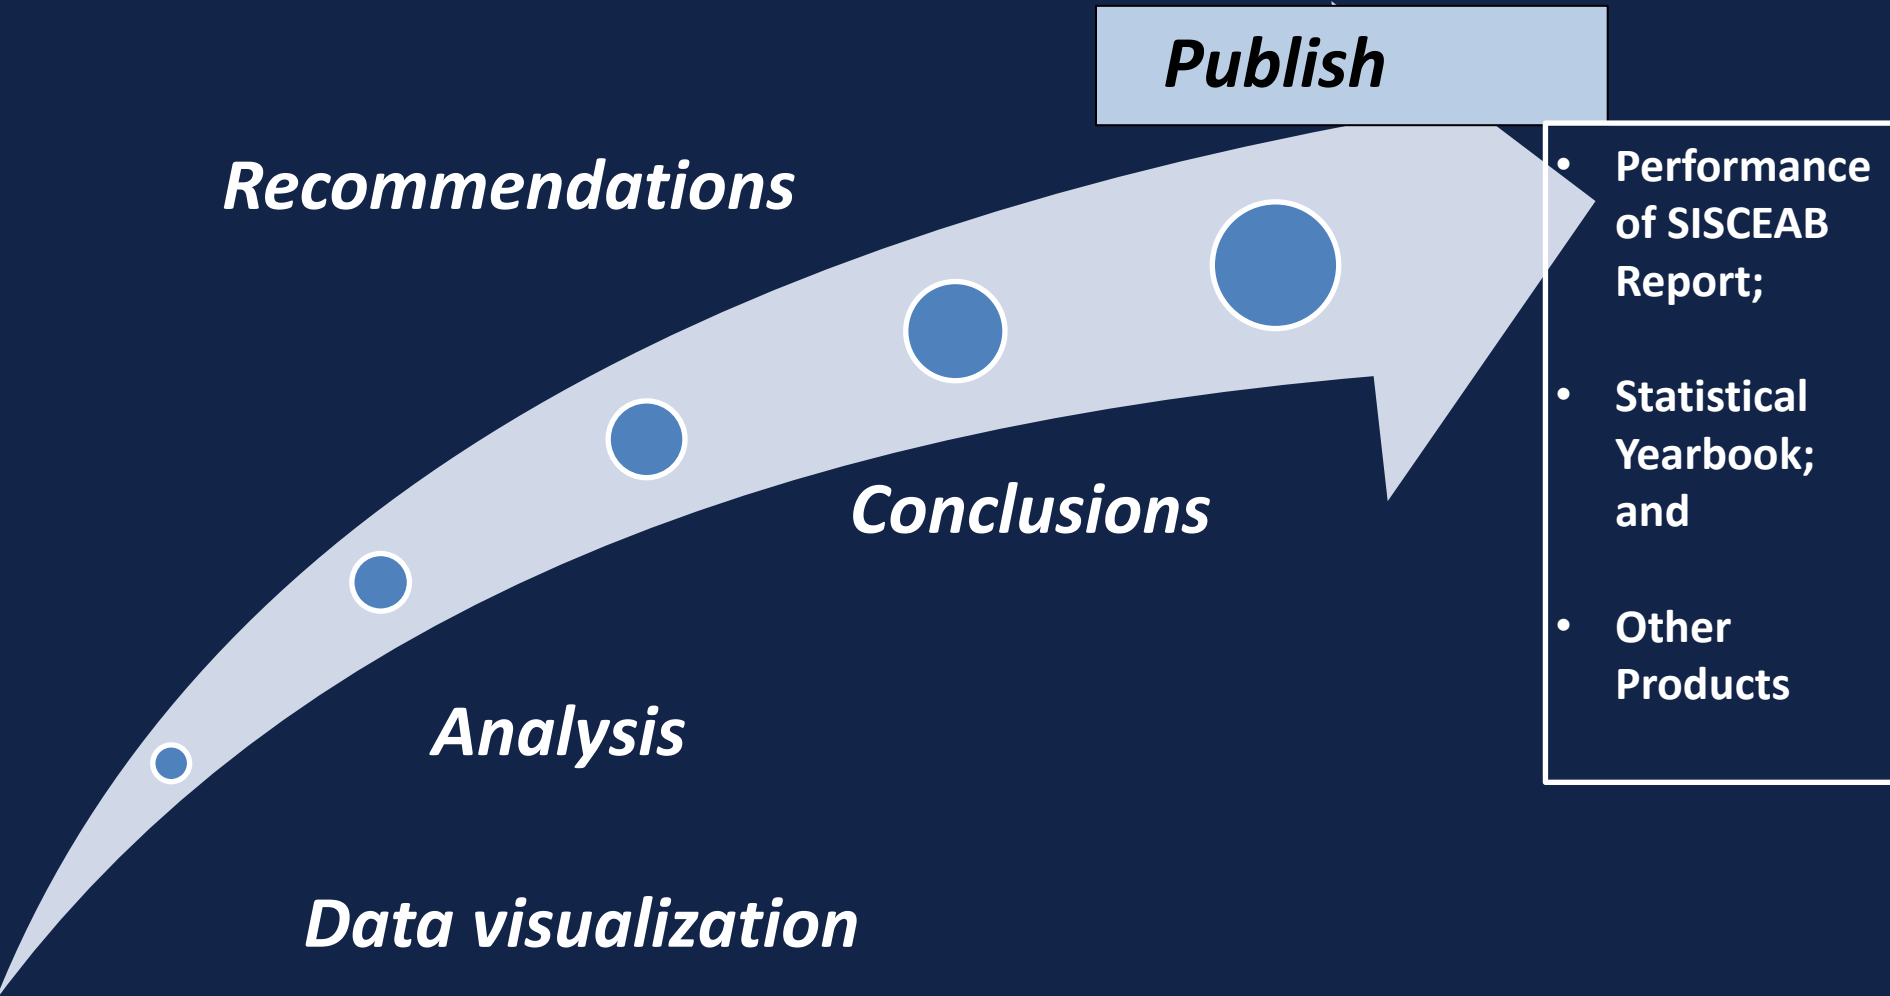 Publish
Recommendations
• Performance
of SISCEAB
Report;
• Statistical
Yearbook;
and
• Other
Products
Conclusions
Analysis
Data visualization